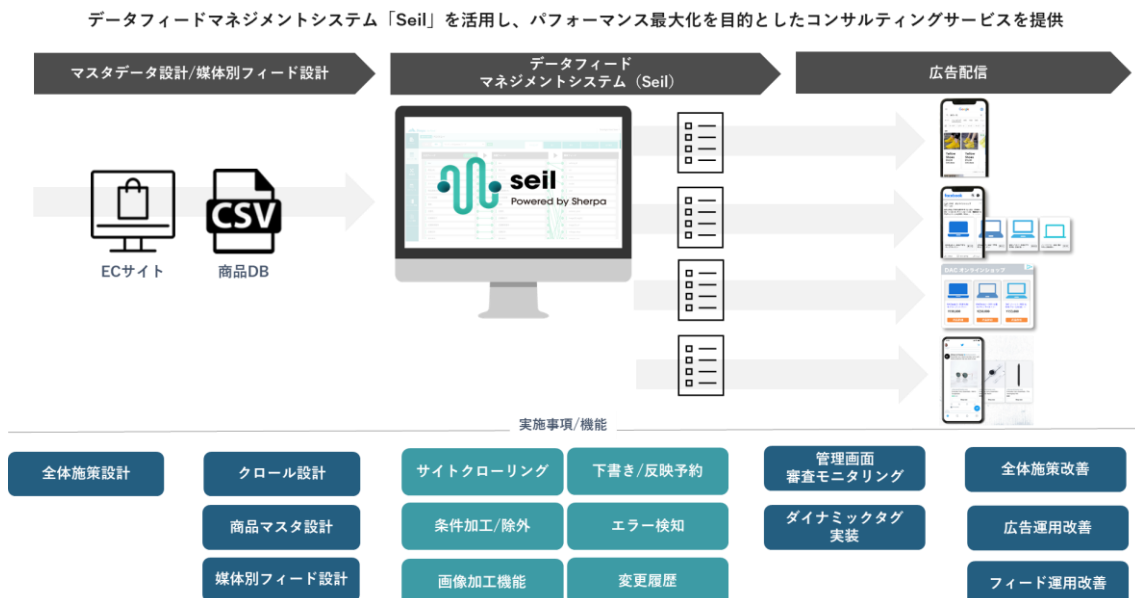 データフィードマネジメントシステム「Seil」を活用し、パフォーマンス最大化を目的としたコンサルティングサービスを提供
マスタデータ設計/媒体別フィード設計
データフィード
マネジメントシステム（Seil）
広告配信
seil
Powered by Sherpa
CSV
ECサイト
商品DB
facebook
DAC オンラインショップ
実施事項/機能
全体施策設計
クロール設計
商品マスタ設計
媒体別フィード設計
サイトクローリング
下書き/反映予約
条件加工/除外
エラー検知
画像加工機能
変更履歴
管理画面
審査モニタリング
ダイナミックタグ
実装
全体施策改善
広告運用改善
フィード運用改善